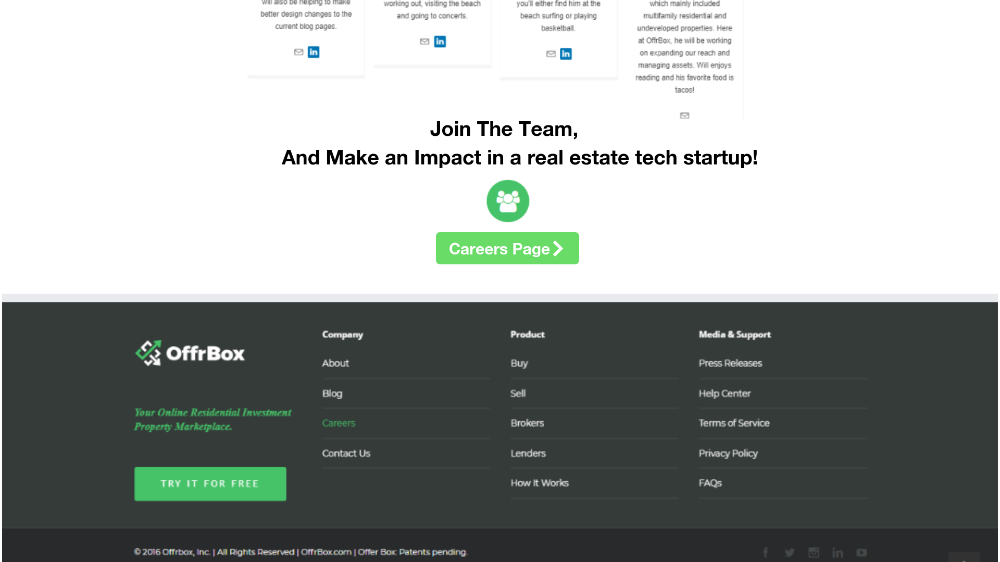 will also be helping to make
better design changes to the
current blog pages.
working out, visiting the beach
and going to concerts.
you'll either find him at the
beach surfing or playing
basketball.
which mainly included
multifamily residential and
undeveloped properties. Here
at OffrBox, he will be working
on expanding our reach and
managing assets. Will enjoys
reading and his favorite food is
tacos!
in
in
in
Join The Team,
And Make an Impact in a real estate tech startup!
Careers Page
OffrBox
Your Online Residential Investment
Property Marketplace.
TRY IT FOR FREE
Company
About
Blog
Careers
Contact Us
Product
Buy
Sell
Brokers
Lenders
How It Works
Media & Support
Press Releases
Help Center
Terms of Service
Privacy Policy
FAQs
© 2016 Offrbox, Inc. | All Rights Reserved | OffrBox.com | Offer Box: Patents pending.